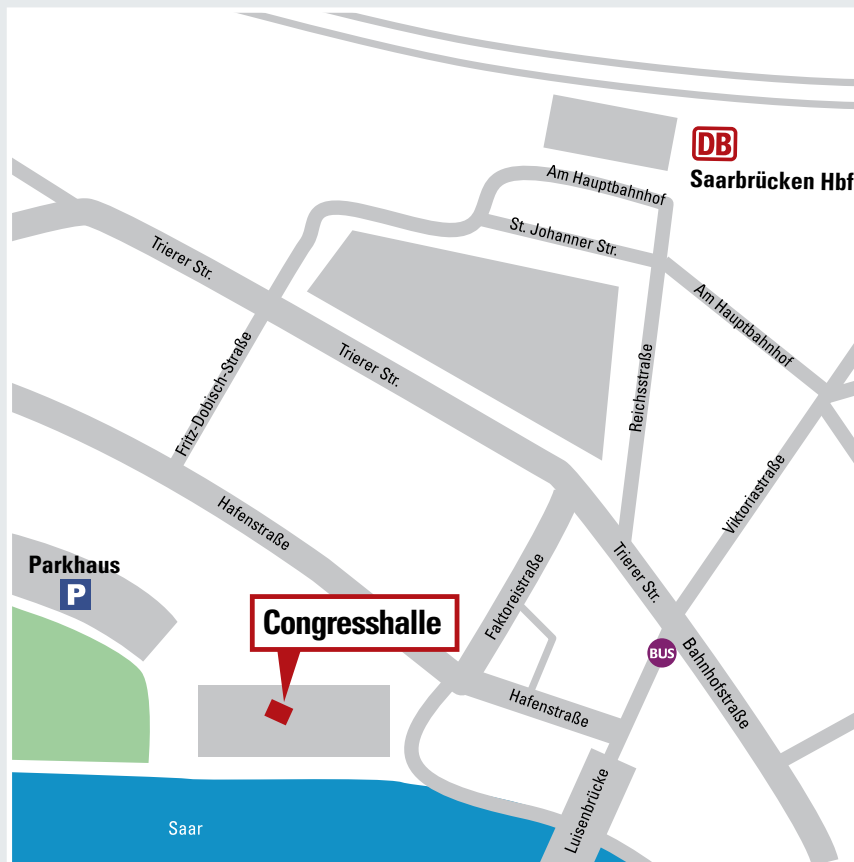 DB
Saarbrücken Hbf
Am Hauptbahnhof
St. Johanner Str.
Trierer Str.
Am Hauptbahnhof
Trierer Str.
Fritz-Dobisch-Straße
Reichsstraße
Viktoriastraße
Hafenstraße
Parkhaus
P
Trierer Str.
Faktoreistraße
Congresshalle
BUS
Bahnhofstraße
Hafenstraße
Luisenbrücke
Saar